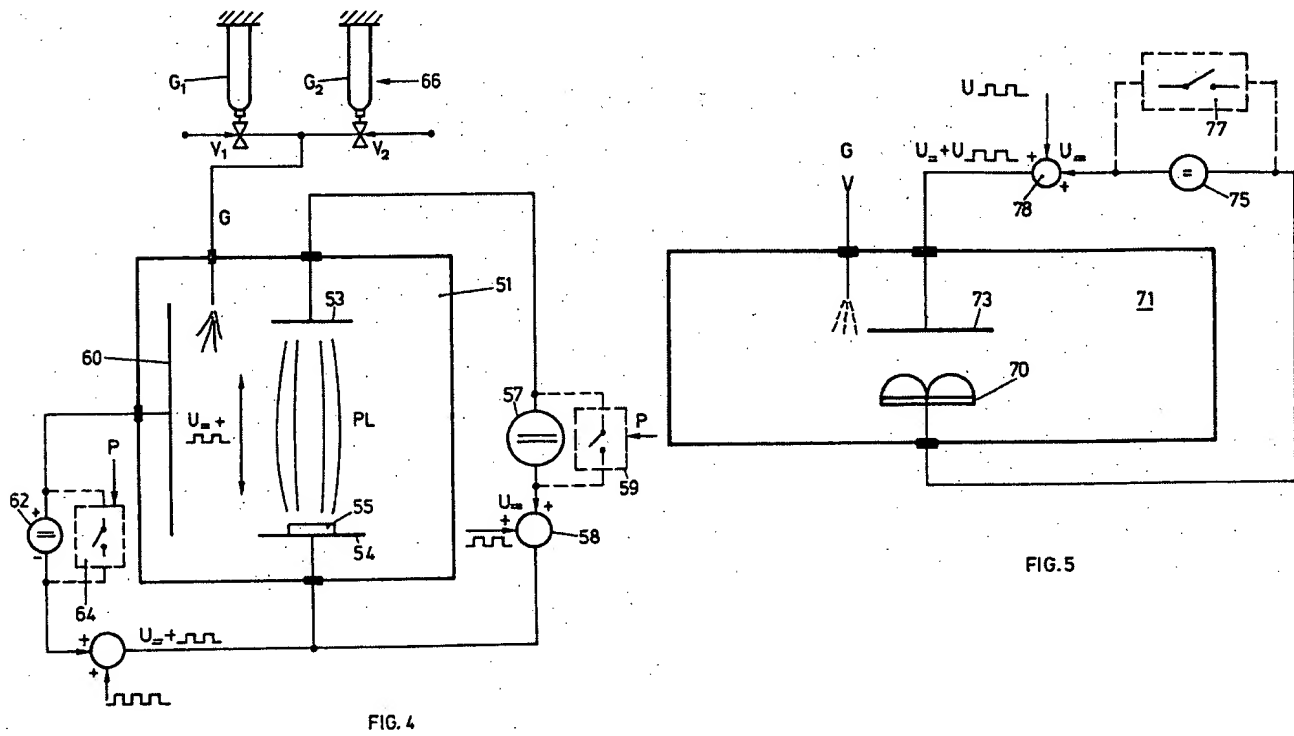 G1
G2
66
V1
V2
G
51
53
60
U= +
PL
57
P
59
P
62
64
U=
+
+
58
55
54
+
U= +
+
FIG. 4
U
77
G
U= + U
+
U=
+
78
=
75
73
71
70
FIG. 5